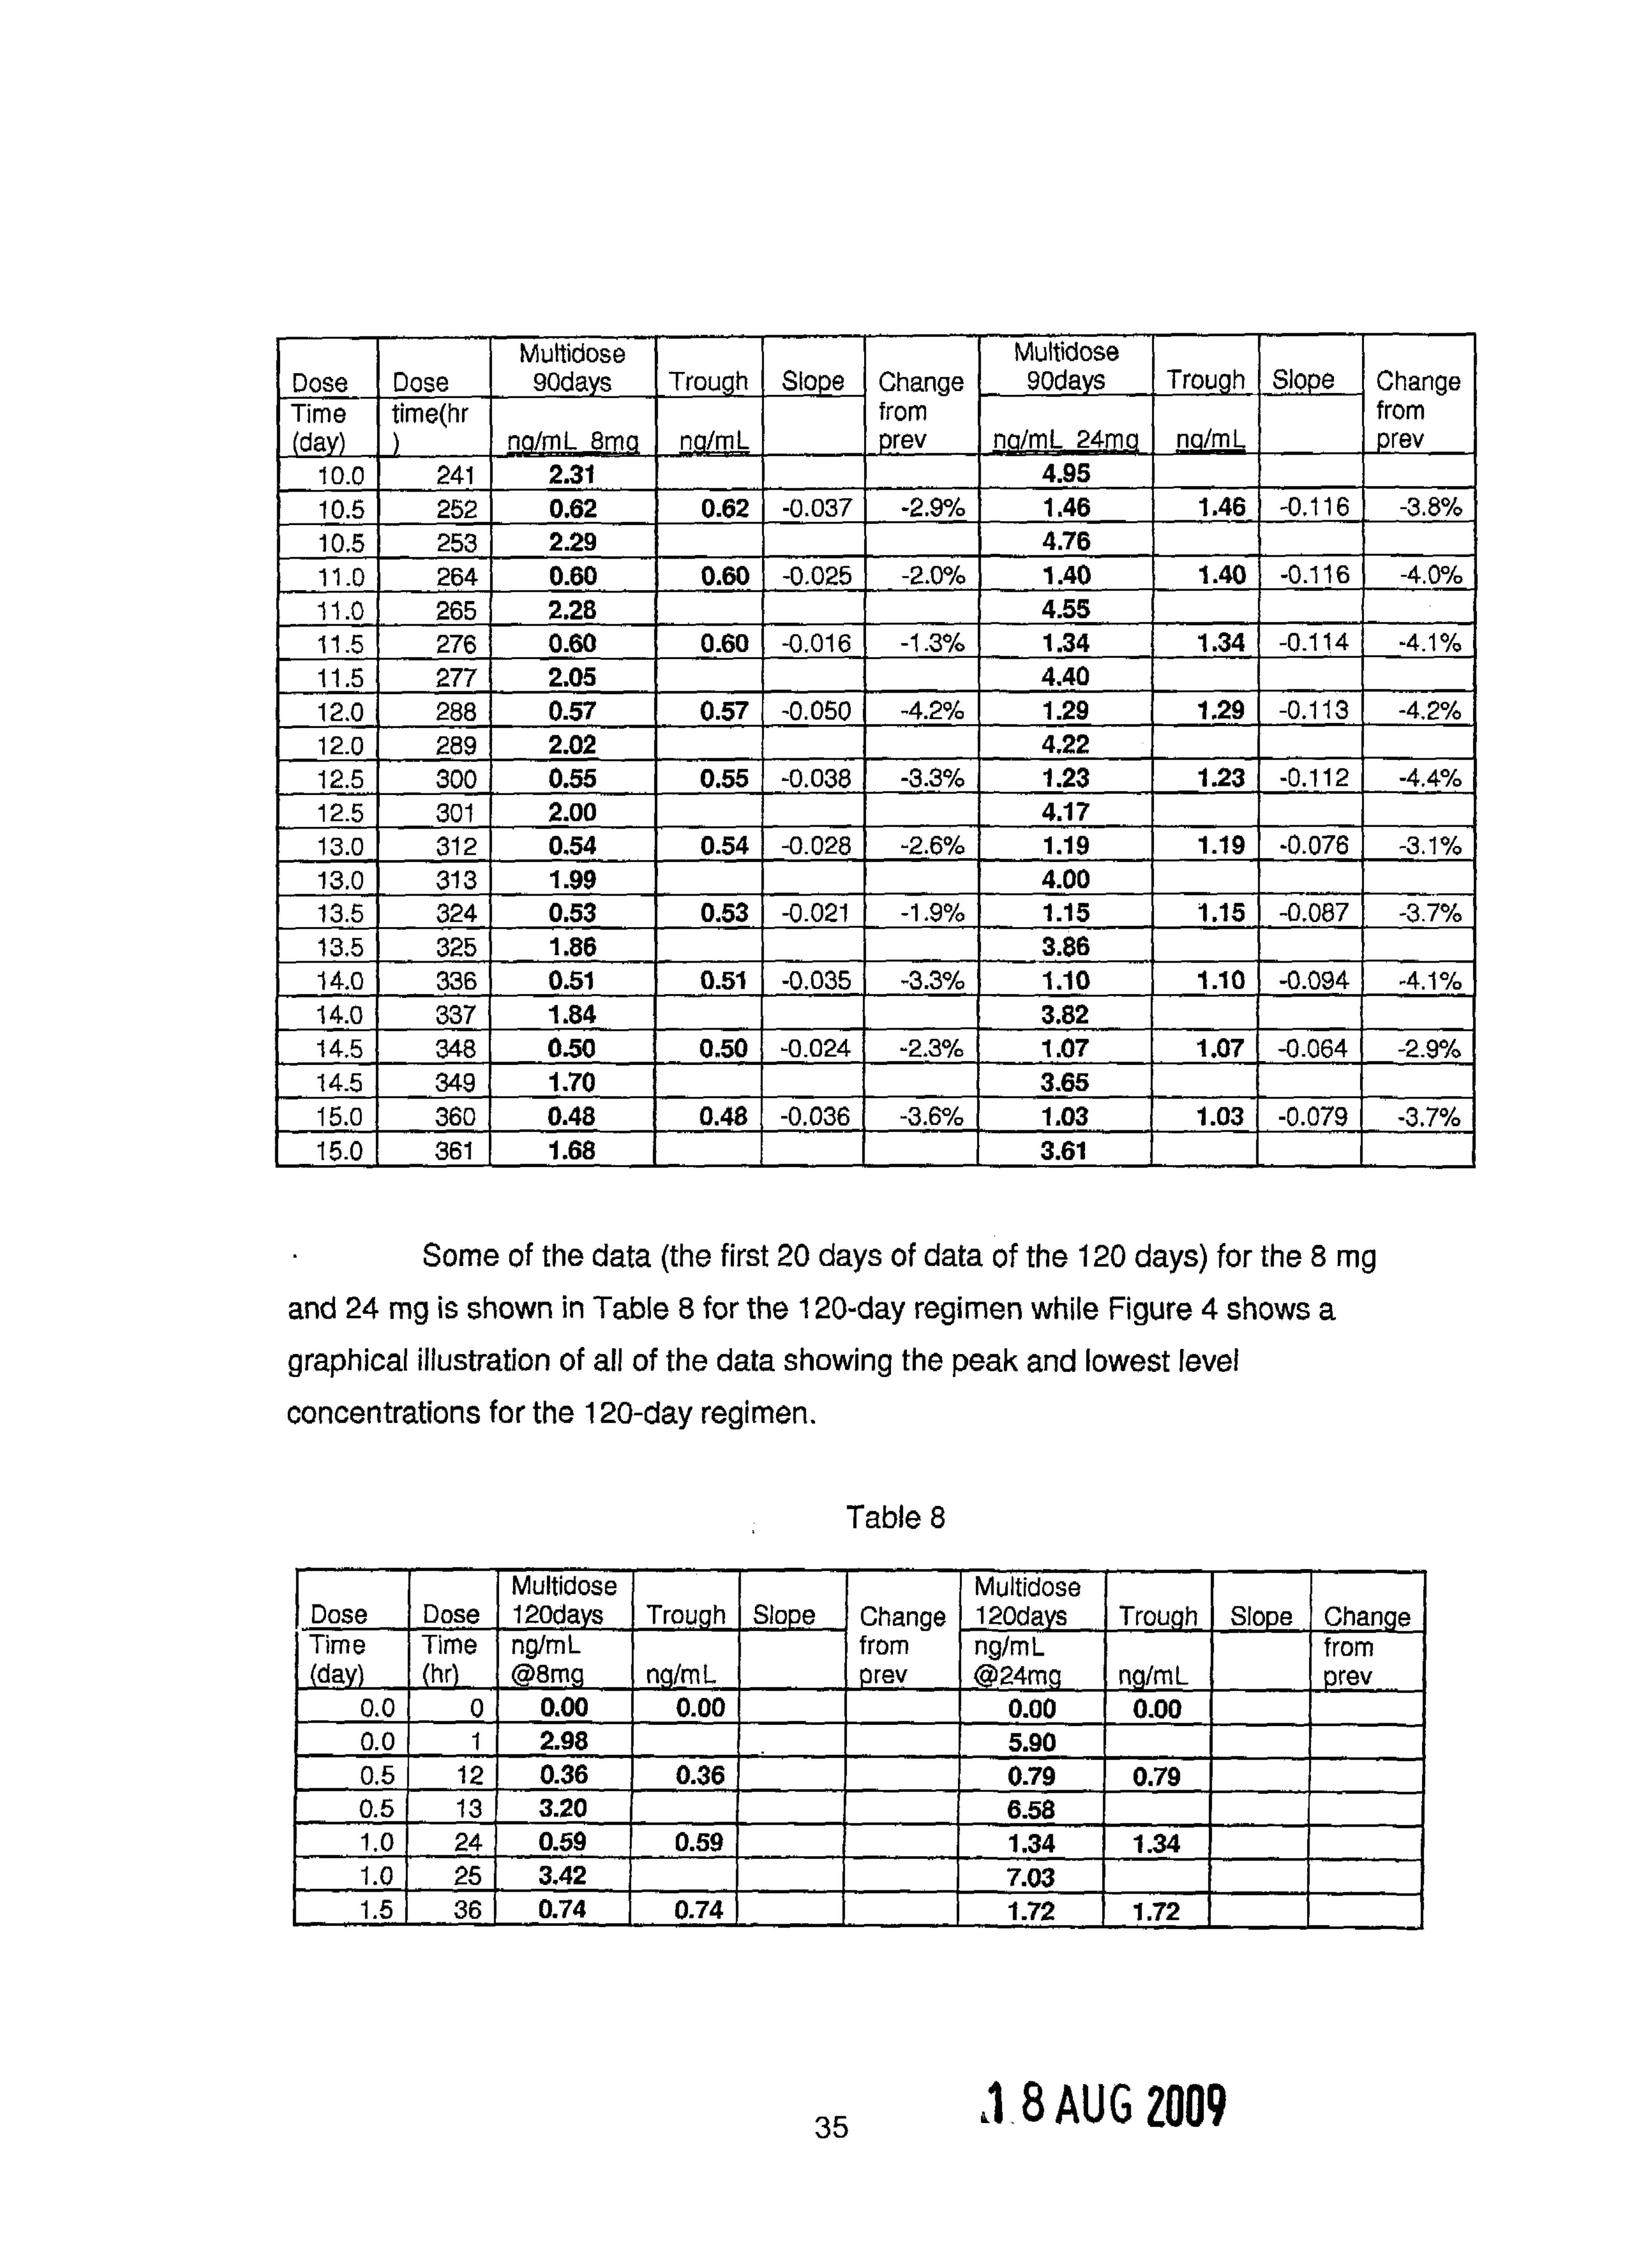 Dose Dose Multidose 90days Trough Slope Change Multidose 90days Trough Slope Change
Time (day) time(hr ) ng/mL 8mg ng/mL from prev ng/mL 24mg ng/mL from prev
10.0 241 2.31 4.95
10.5 252 0.62 0.62 -0.037 -2.9% 1.46 1.46 -0.116 -3.8%
10.5 253 2.29 4.76
11.0 264 0.60 0.60 -0.025 -2.0% 1.40 1.40 -0.116 -4.0%
11.0 265 2.28 4.55
11.5 276 0.60 0.60 -0.016 -1.3% 1.34 1.34 -0.114 -4.1%
11.5 277 2.05 4.40
12.0 288 0.57 0.57 -0.050 -4.2% 1.29 1.29 -0.113 -4.2%
12.0 289 2.02 4.22
12.5 300 0.55 0.55 -0.038 -3.3% 1.23 1.23 -0.112 -4.4%
12.5 301 2.00 4.17
13.0 312 0.54 0.54 -0.028 -2.6% 1.19 1.19 -0.076 -3.1%
13.0 313 1.99 4.00
13.5 324 0.53 0.53 -0.021 -1.9% 1.15 1.15 -0.087 -3.7%
13.5 325 1.86 3.86
14.0 336 0.51 0.51 -0.035 -3.3% 1.10 1.10 -0.094 -4.1%
14.0 337 1.84 3.82
14.5 348 0.50 0.50 -0.024 -2.3% 1.07 1.07 -0.064 -2.9%
14.5 349 1.70 3.65
15.0 360 0.48 0.48 -0.036 -3.6% 1.03 1.03 -0.079 -3.7%
15.0 361 1.68 3.61
Some of the data (the first 20 days of data of the 120 days) for the 8 mg
and 24 mg is shown in Table 8 for the 120-day regimen while Figure 4 shows a
graphical illustration of all of the data showing the peak and lowest level
concentrations for the 120-day regimen.
Table 8
Dose Dose Multidose 120days Trough Slope Change Multidose 120days Trough Slope Change
Time (day) Time (hr) ng/mL @8mg ng/mL from prev ng/mL @24mg ng/mL from prev
0.0 0 0.00 0.00 0.00 0.00
0.0 1 2.98 5.90
0.5 12 0.36 0.36 0.79 0.79
0.5 13 3.20 6.58
1.0 24 0.59 0.59 1.34 1.34
1.0 25 3.42 7.03
1.5 36 0.74 0.74 1.72 1.72
35
18 AUG 2009